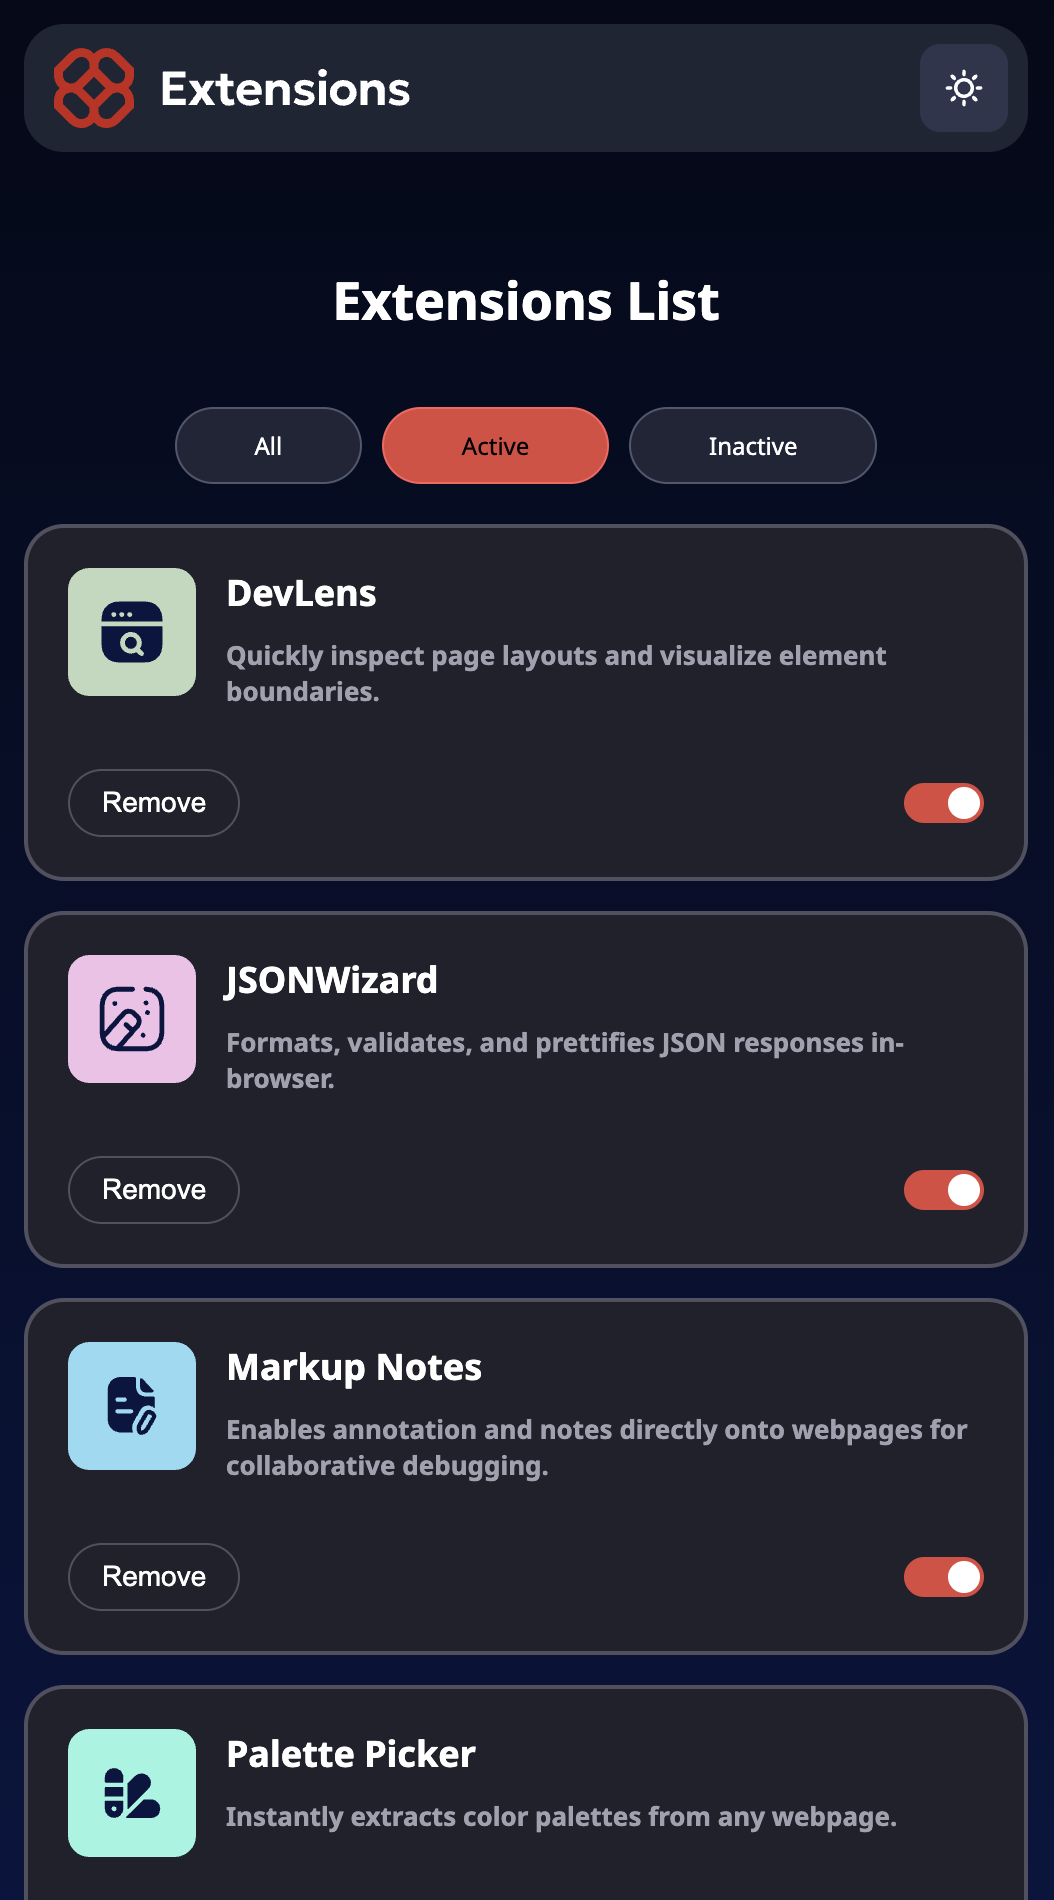 Extensions
Extensions List
All
Active
Inactive
DevLens
Quickly inspect page layouts and visualize element
boundaries.
Remove
JSONWizard
Formats, validates, and prettifies JSON responses in-
browser.
Remove
Markup Notes
Enables annotation and notes directly onto webpages for
collaborative debugging.
Remove
Palette Picker
Instantly extracts color palettes from any webpage.